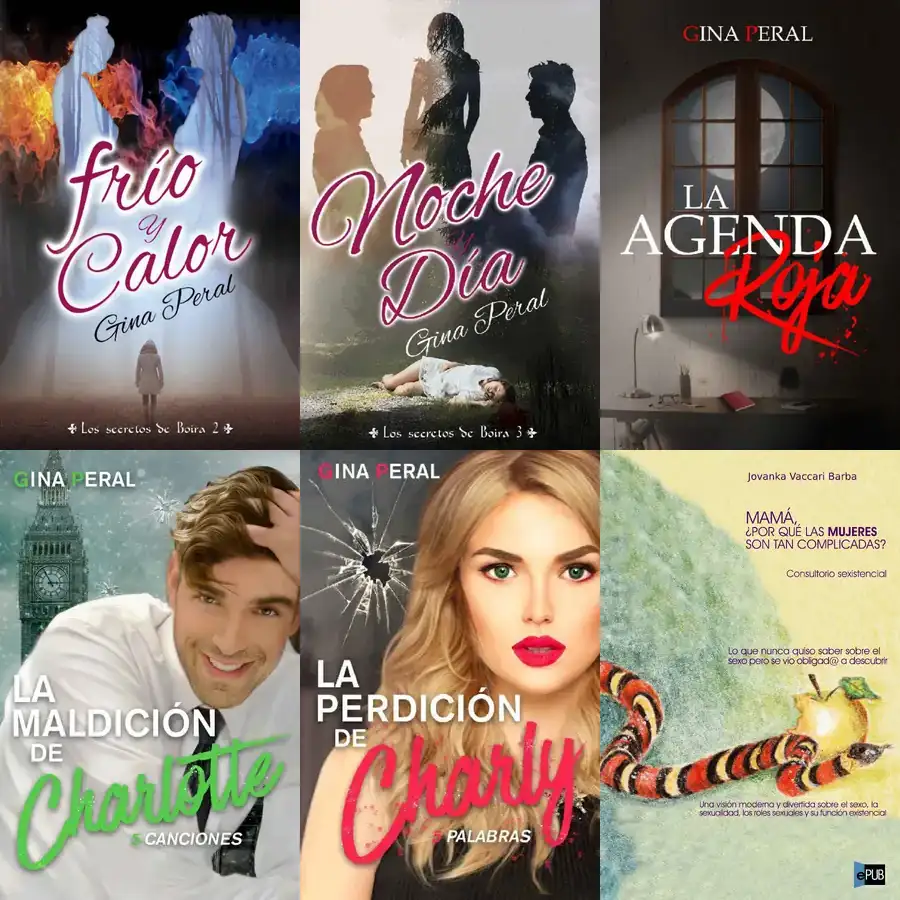 frío
y
Calor
Gina Peral
Los secretos de Boira 2
Noche
y
Día
Gina Peral
Los secretos de Boira 3
GINA PERAL
LA
AGENDA
Roja
GINA PERAL
LA
MALDICIÓN
DE
Charlotte
5 CANCIONES
GINA PERAL
LA
PERDICIÓN
DE
Charly
5 PALABRAS
Jovanka Vaccari Barba
MAMÁ,
¿POR QUÉ LAS MUJERES
SON TAN COMPLICADAS?
Consultorio sexistencial
Lo que nunca quiso saber sobre el
sexo pero se vio obligad@ a descubrir
Una visión moderna y divertida sobre el sexo, la
sexualidad, los roles sexuales y su función existencial
ePUB